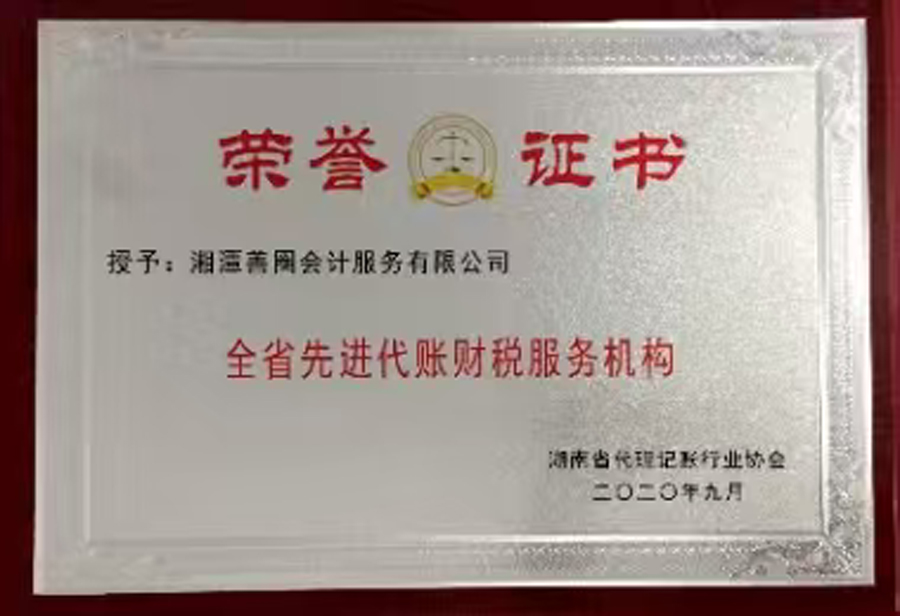 荣誉证书
授予：湘潭善周会计服务有限公司
全省先进代账财税服务机构
湖南省代理记账行业协会
二〇二〇年九月